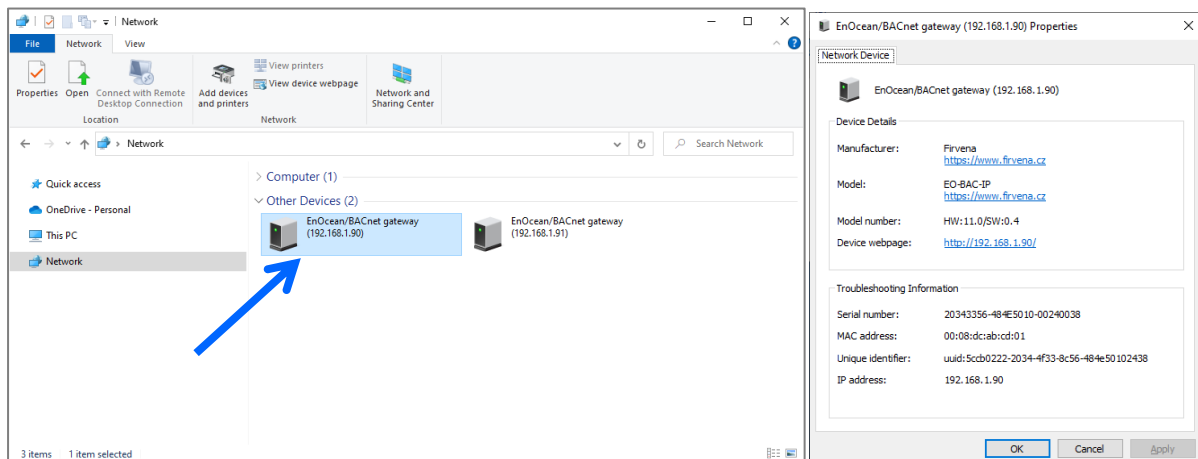 Network
File
Network
View
Properties
Open
Connect with Remote
Desktop Connection
Add devices
and printers
View printers
View device webpage
Network and
Sharing Center
Location
Network
Network
Search Network
Quick access
OneDrive - Personal
This PC
Network
Computer (1)
Other Devices (2)
EnOcean/BACnet gateway
(192.168.1.90)
EnOcean/BACnet gateway
(192.168.1.91)
3 items
1 item selected
EnOcean/BACnet gateway (192.168.1.90) Properties
Network Device
EnOcean/BACnet gateway (192.168.1.90)
Device Details
Manufacturer: Firvena
https://www.firvena.cz
Model: EO-BAC-IP
https://www.firvena.cz
Model number: HW:11.0/SW:0.4
Device webpage: http://192.168.1.90/
Troubleshooting Information
Serial number: 20343356-484E5010-00240038
MAC address: 00:08:dc:ab:cd:01
Unique identifier: uuid:5ccb0222-2034-4f33-8c56-484e50102438
IP address: 192.168.1.90
OK
Cancel
Apply